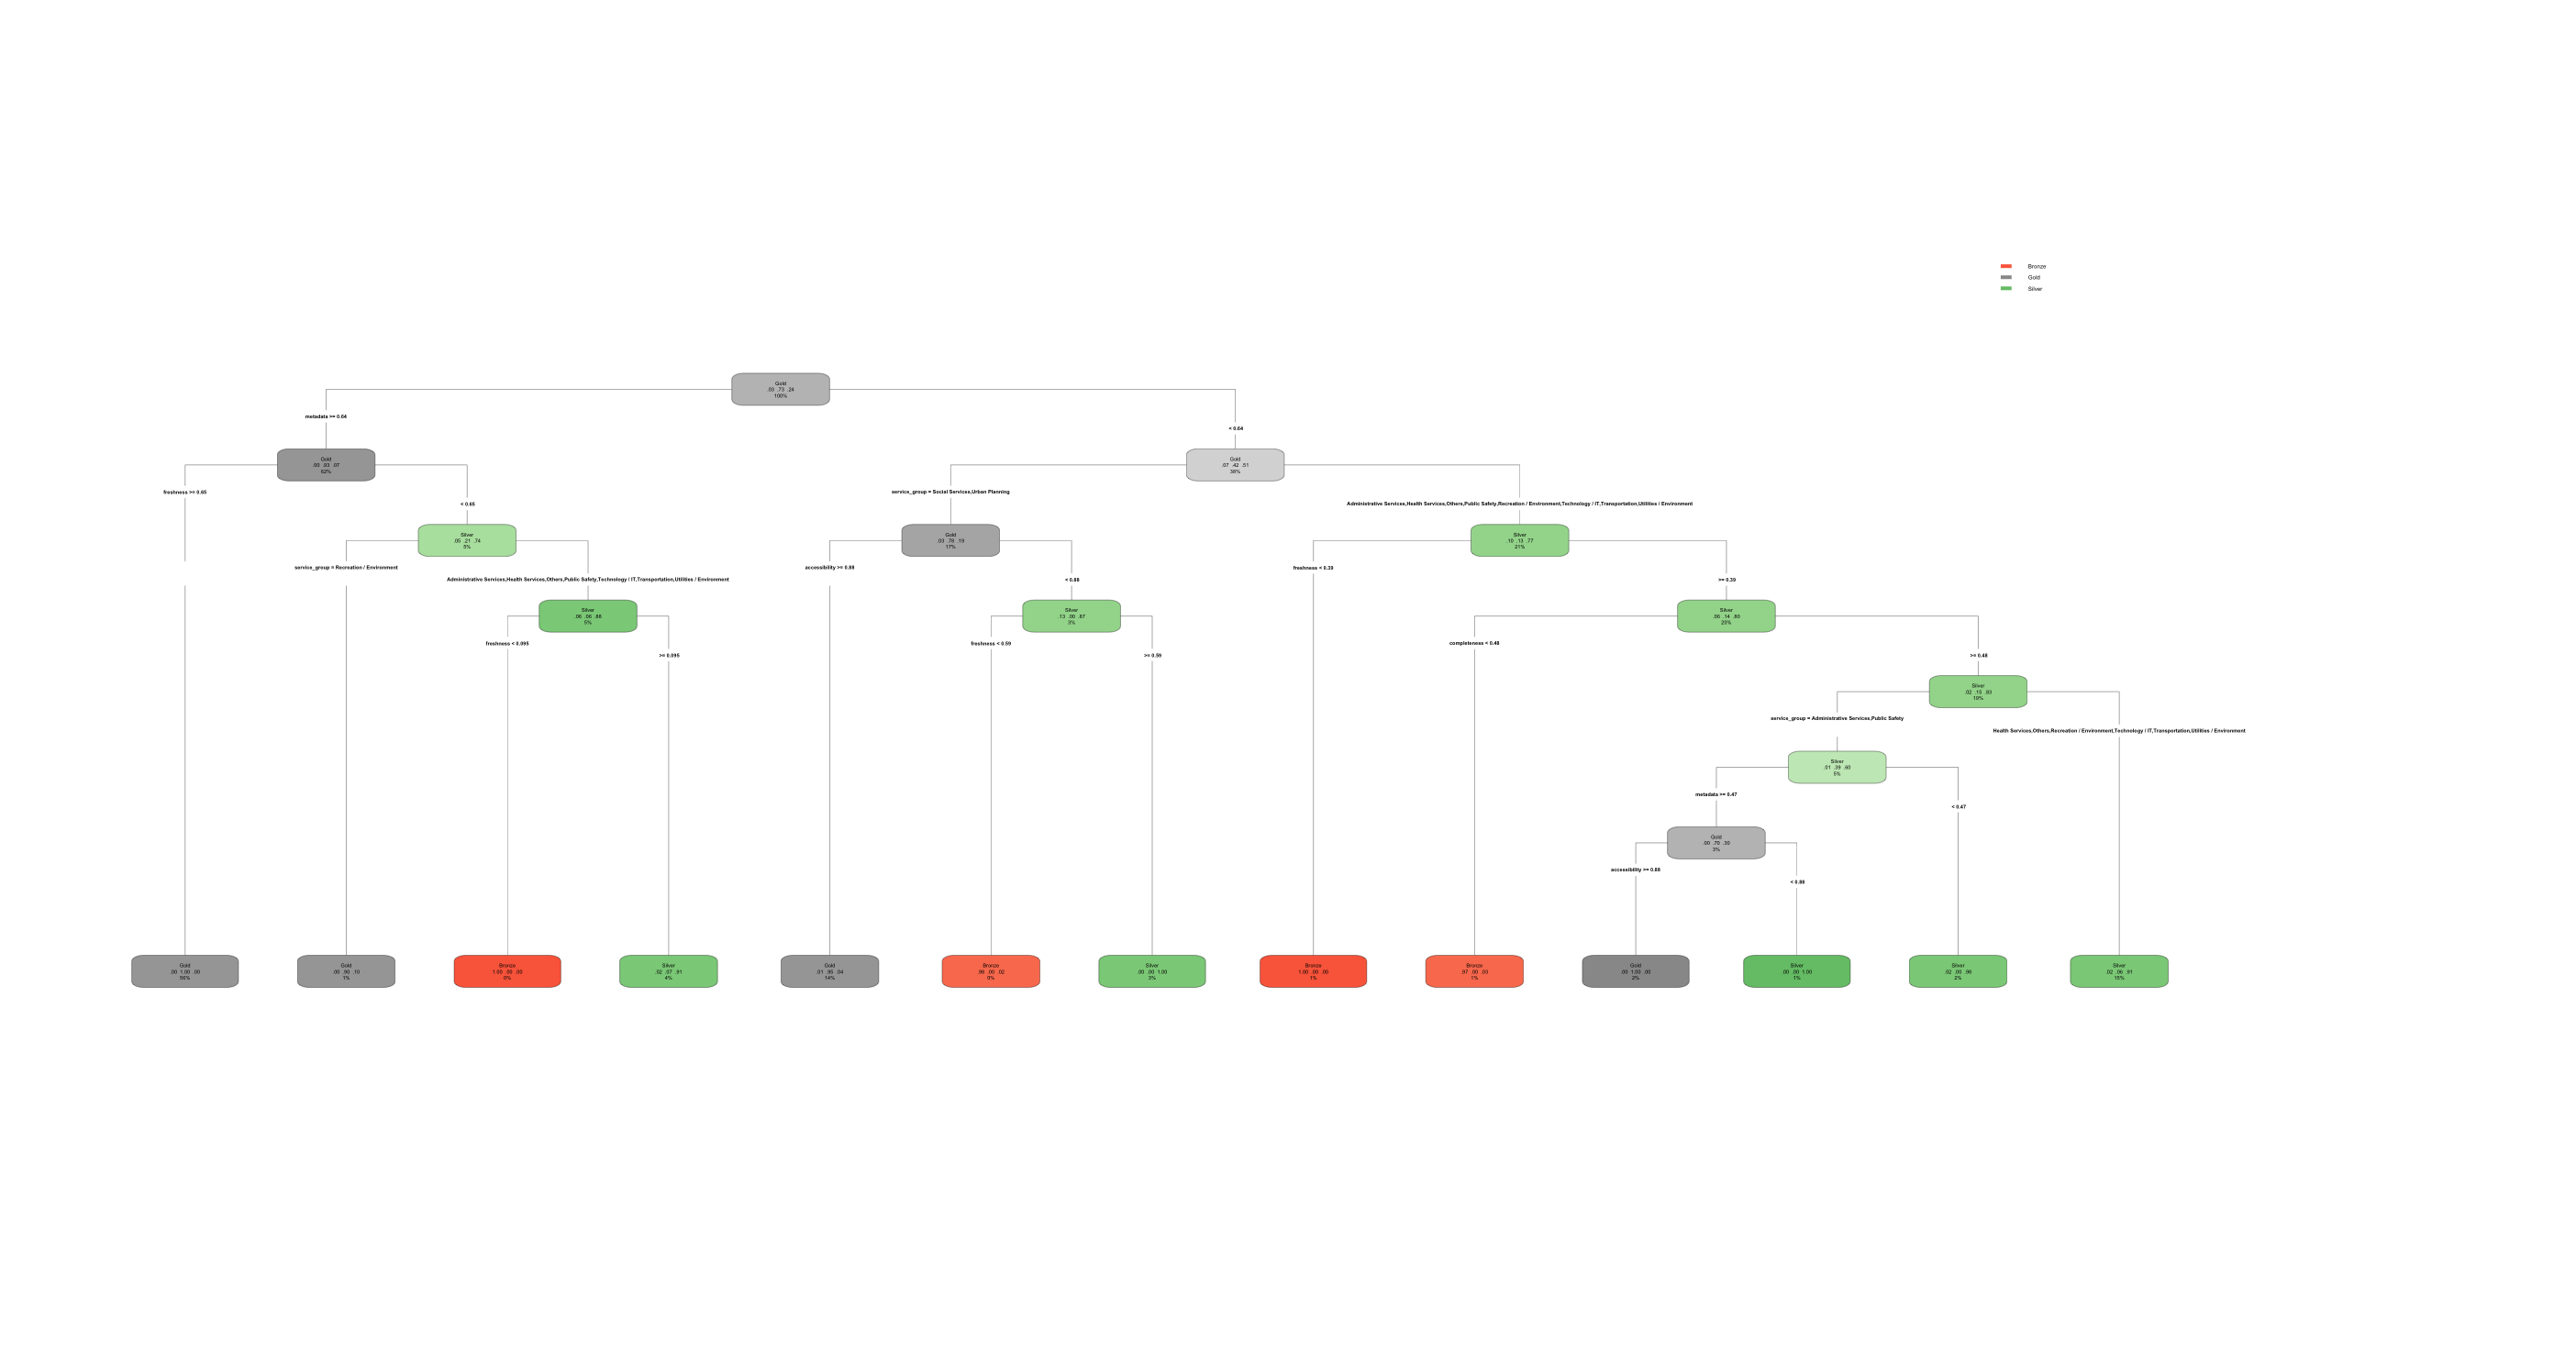 Bronze
Gold
Silver
Gold
.03 .73 .24
100%
metadata >= 0.64
< 0.64
Gold
.00 .93 .07
62%
Gold
.07 .42 .51
38%
freshness >= 0.65
< 0.65
service_group = Social Services,Urban Planning
Administrative Services,Health Services,Others,Public Safety,Recreation / Environment,Technology / IT,Transportation,Utilities / Environment
Silver
.05 .21 .74
Gold
.03 .78 .19
17%
Silver
.10 .13 .77
21%
service_group = Recreation / Environment
Administrative Services,Health Services,Others,Public Safety,Technology / IT,Transportation,Utilities / Environment
accessibility >= 0.88
< 0.88
freshness < 0.39
>= 0.39
Silver
.06 .06 .88
5%
Silver
.13 .00 .87
3%
Silver
.06 .14 .80
20%
freshness < 0.095
>= 0.095
freshness < 0.59
>= 0.59
completeness < 0.48
>= 0.48
Silver
.02 .15 .83
19%
service_group = Administrative Services,Public Safety
Health Services,Others,Recreation / Environment,Technology / IT,Transportation,Utilities / Environment
Silver
.01 .39 .60
5%
metadata >= 0.47
< 0.47
Gold
.00 .70 .30
3%
accessibility >= 0.88
< 0.88
Gold
.00 1.00 .00
Gold
.00 .90 .10
1%
Bronze
1.00 .00 .00
0%
Silver
.02 .07 .91
4%
Gold
.01 .95 .04
14%
Bronze
.98 .00 .02
0%
Silver
.00 .00 1.00
3%
Bronze
1.00 .00 .00
1%
Bronze
.97 .00 .03
1%
Gold
.00 1.00 .00
2%
Silver
.00 .00 1.00
1%
Silver
.02 .00 .98
2%
Silver
.02 .06 .91
15%